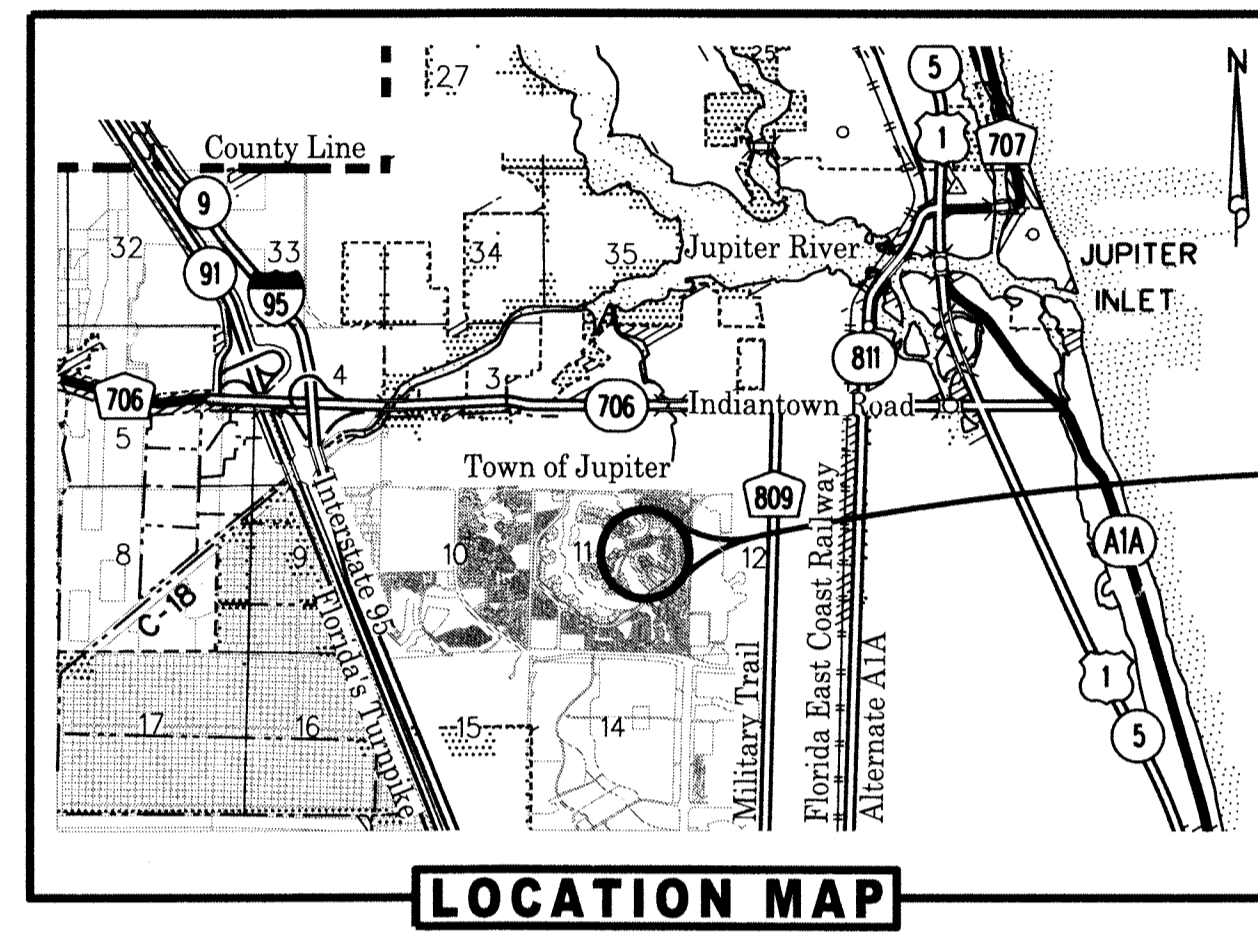 27
25
5
N
1
707
County Line
9
32
33
34
35
Jupiter River
JUPITER
INLET
91
95
811
4
3
706
706
Indiantown Road
5
Town of Jupiter
809
8
9
10
11
12
A1A
C-18
Interstate 95
Florida's Turnpike
Military Trail
Florida East Coast Railway
Alternate A1A
1
17
16
15
14
5
LOCATION MAP